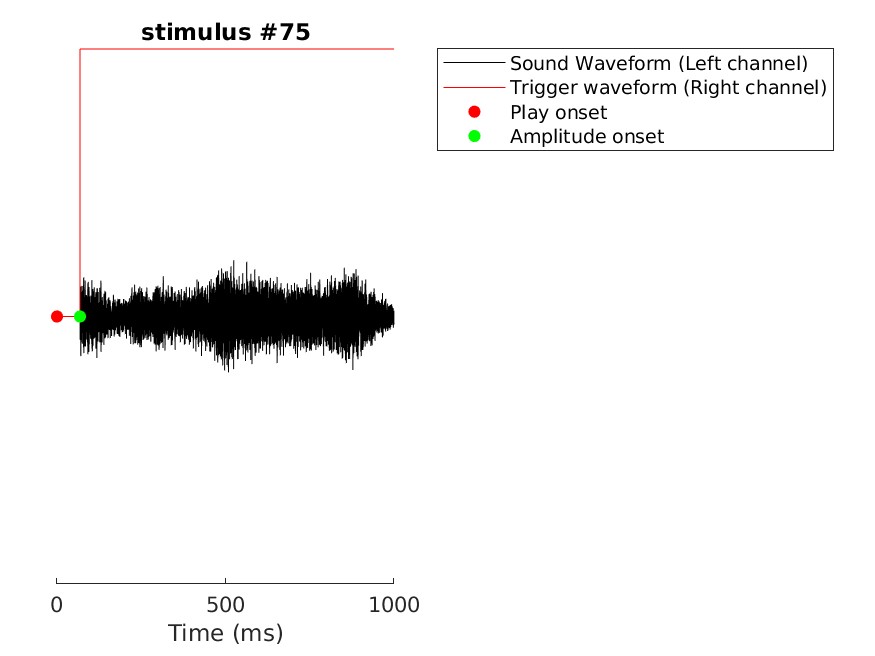 stimulus #75
Sound Waveform (Left channel)
Trigger waveform (Right channel)
Play onset
Amplitude onset
0 500 1000
Time (ms)